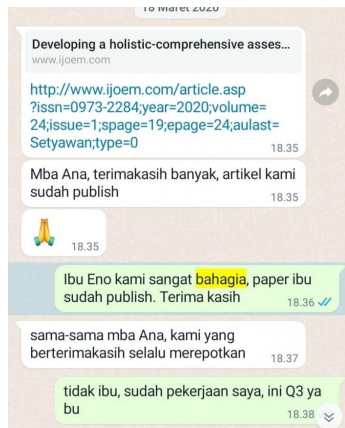 18 Maret 2020
Developing a holistic-comprehensive asses...
www.ijoem.com
http://www.ijoem.com/article.asp
?issn=0973-2284;year=2020;volume=
24;issue=1;spage=19;epage=24;aulast=
Setyawan;type=0
18.35
Mba Ana, terimakasih banyak, artikel kami
sudah publish
18.35
🙏
18.35
Ibu Eno kami sangat bahagia, paper ibu
sudah publish. Terima kasih
18.36
sama-sama mba Ana, kami yang
berterimakasih selalu merepotkan
18.37
tidak ibu, sudah pekerjaan saya, ini Q3 ya
bu
18.38